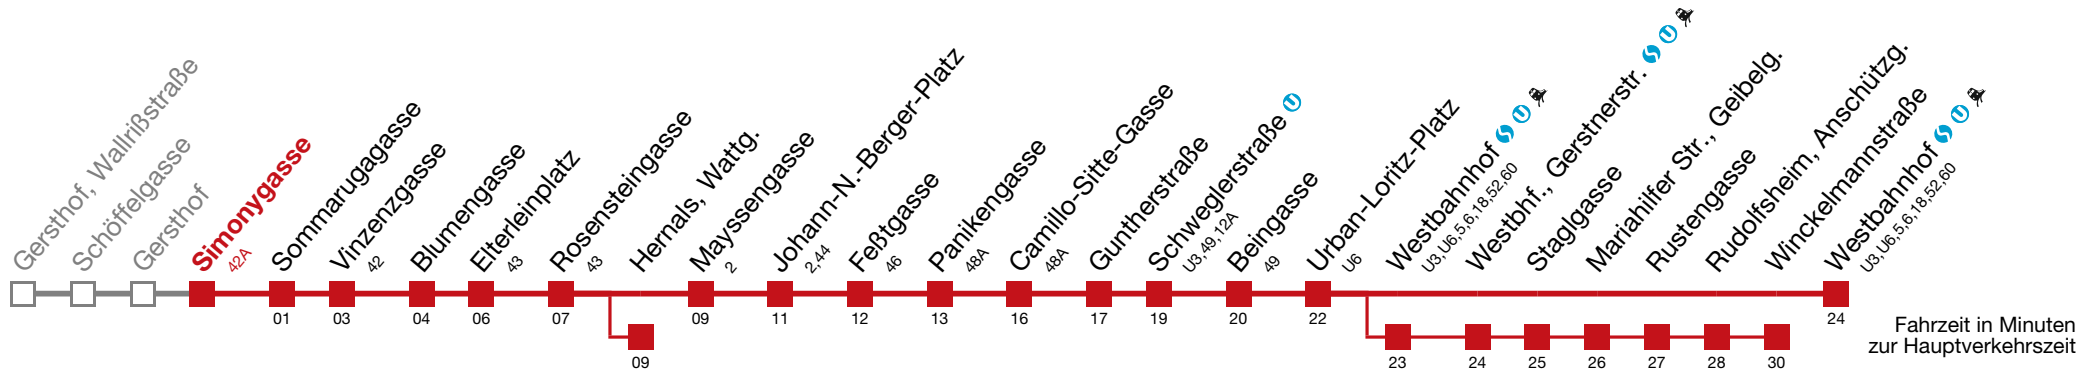 Gersthof, Wallrißstraße
Schöffelgasse
Gersthof
Simonygasse
42A
Sommarugagasse
01
Vinzenzgasse
42
03
Blumengasse
04
Elterleinplatz
43
06
Rosensteingasse
43
07
Hernals, Wattg.
09
Mayssengasse
2
09
Johann-N.-Berger-Platz
2,44
11
Feßtgasse
46
12
Panikengasse
48A
13
Camillo-Sitte-Gasse
48A
16
Guntherstraße
17
Schweglerstraße U
U3,49,12A
19
Beingasse
49
20
Urban-Loritz-Platz
U6
22
Westbahnhof S U
U3,U6,5,6,18,52,60
23
Westbhf., Gerstnerstr. S U
24
Staglgasse
25
Mariahilfer Str., Geibelg.
26
Rustengasse
27
Rudolfsheim, Anschützg.
28
Winckelmannstraße
30
Westbahnhof S U
U3,U6,5,6,18,52,60
24
Fahrzeit in Minuten
zur Hauptverkehrszeit